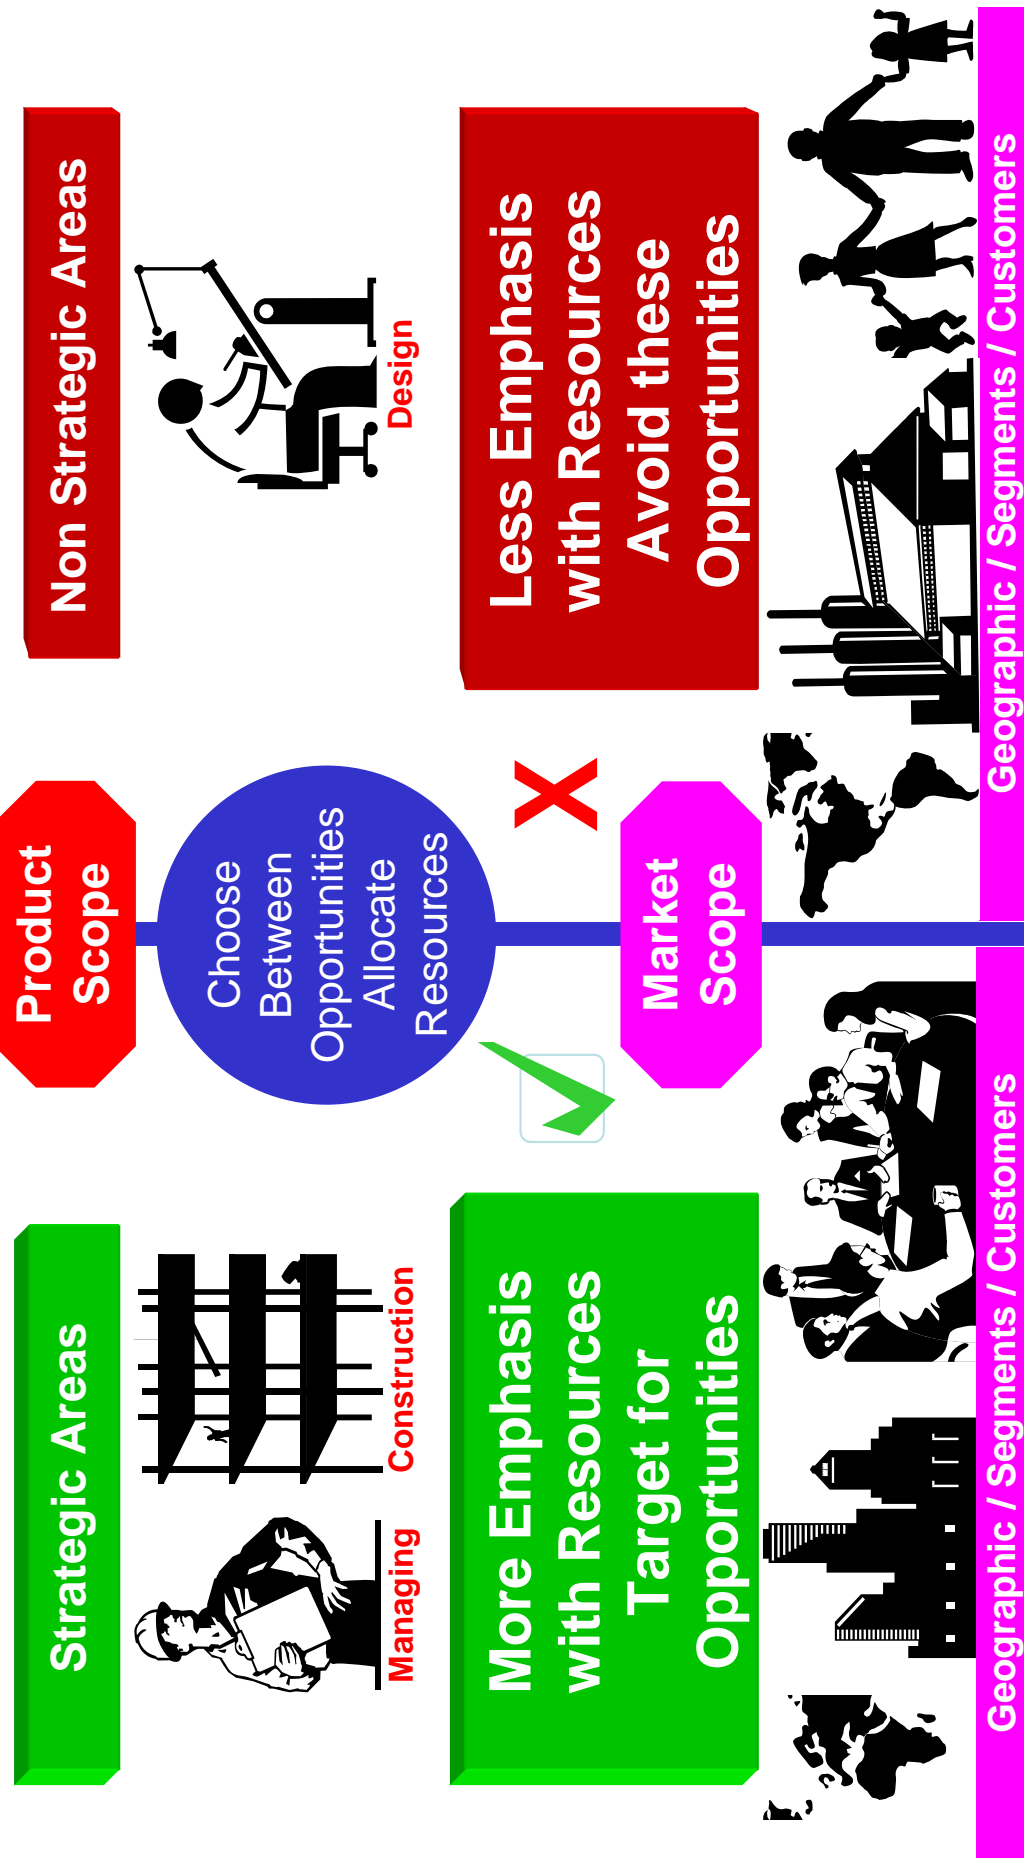 Product
Scope
Strategic Areas
Non Strategic Areas
Managing
Construction
Design
Choose
Between
Opportunities
Allocate
Resources
More Emphasis
with Resources
Target for
Opportunities
X
Less Emphasis
with Resources
Avoid these
Opportunities
Market
Scope
Geographic / Segments / Customers
Geographic / Segments / Customers